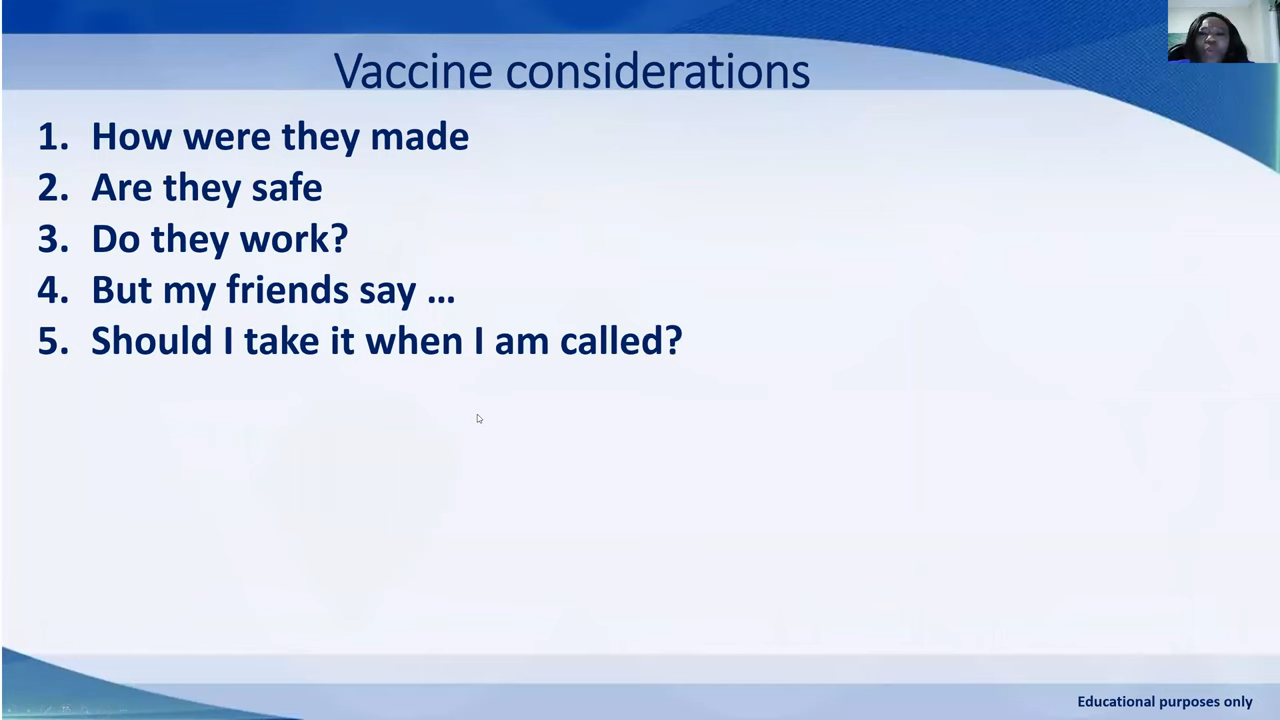 Vaccine considerations
1. How were they made
2. Are they safe
3. Do they work?
4. But my friends say …
5. Should I take it when I am called?
Educational purposes only